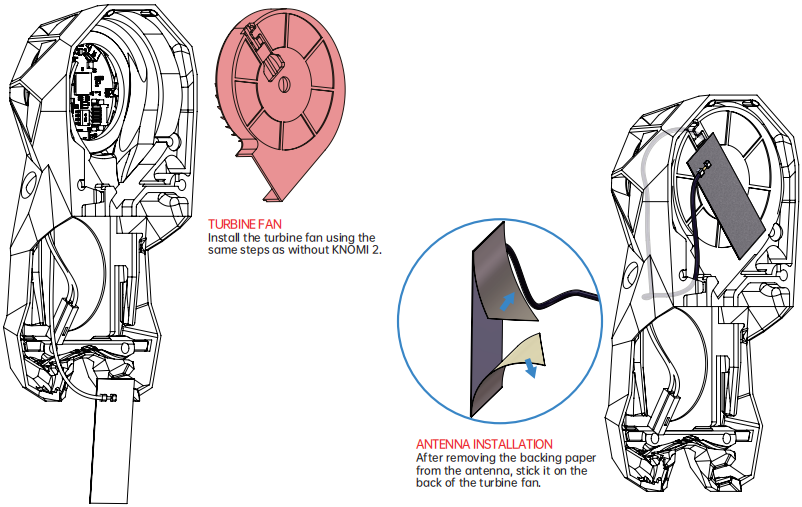 TURBINE FAN
Install the turbine fan using the
same steps as without KNOMI 2.
ANTENNA INSTALLATION
After removing the backing paper
from the antenna, stick it on the
back of the turbine fan.